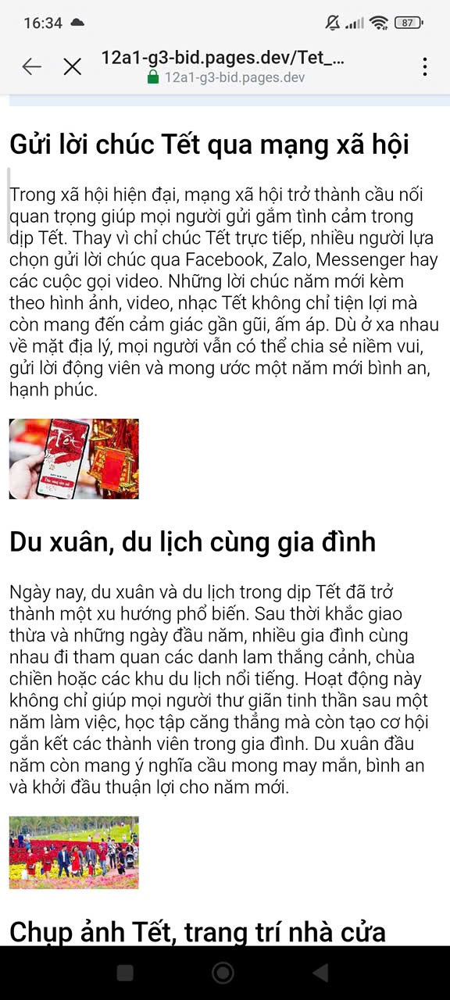 16:34
87
12a1-g3-bid.pages.dev/Tet_...
12a1-g3-bid.pages.dev
Gửi lời chúc Tết qua mạng xã hội
Trong xã hội hiện đại, mạng xã hội trở thành cầu nối
quan trọng giúp mọi người gửi gắm tình cảm trong
dịp Tết. Thay vì chỉ chúc Tết trực tiếp, nhiều người lựa
chọn gửi lời chúc qua Facebook, Zalo, Messenger hay
các cuộc gọi video. Những lời chúc năm mới kèm
theo hình ảnh, video, nhạc Tết không chỉ tiện lợi mà
còn mang đến cảm giác gần gũi, ấm áp. Dù ở xa nhau
về mặt địa lý, mọi người vẫn có thể chia sẻ niềm vui,
gửi lời động viên và mong ước một năm mới bình an,
hạnh phúc.
Tết
Du xuân, du lịch cùng gia đình
Ngày nay, du xuân và du lịch trong dịp Tết đã trở
thành một xu hướng phổ biến. Sau thời khắc giao
thừa và những ngày đầu năm, nhiều gia đình cùng
nhau đi tham quan các danh lam thắng cảnh, chùa
chiền hoặc các khu du lịch nổi tiếng. Hoạt động này
không chỉ giúp mọi người thư giãn tinh thần sau một
năm làm việc, học tập căng thẳng mà còn tạo cơ hội
gắn kết các thành viên trong gia đình. Du xuân đầu
năm còn mang ý nghĩa cầu mong may mắn, bình an
và khởi đầu thuận lợi cho năm mới.
Chụp ảnh Tết, trang trí nhà cửa